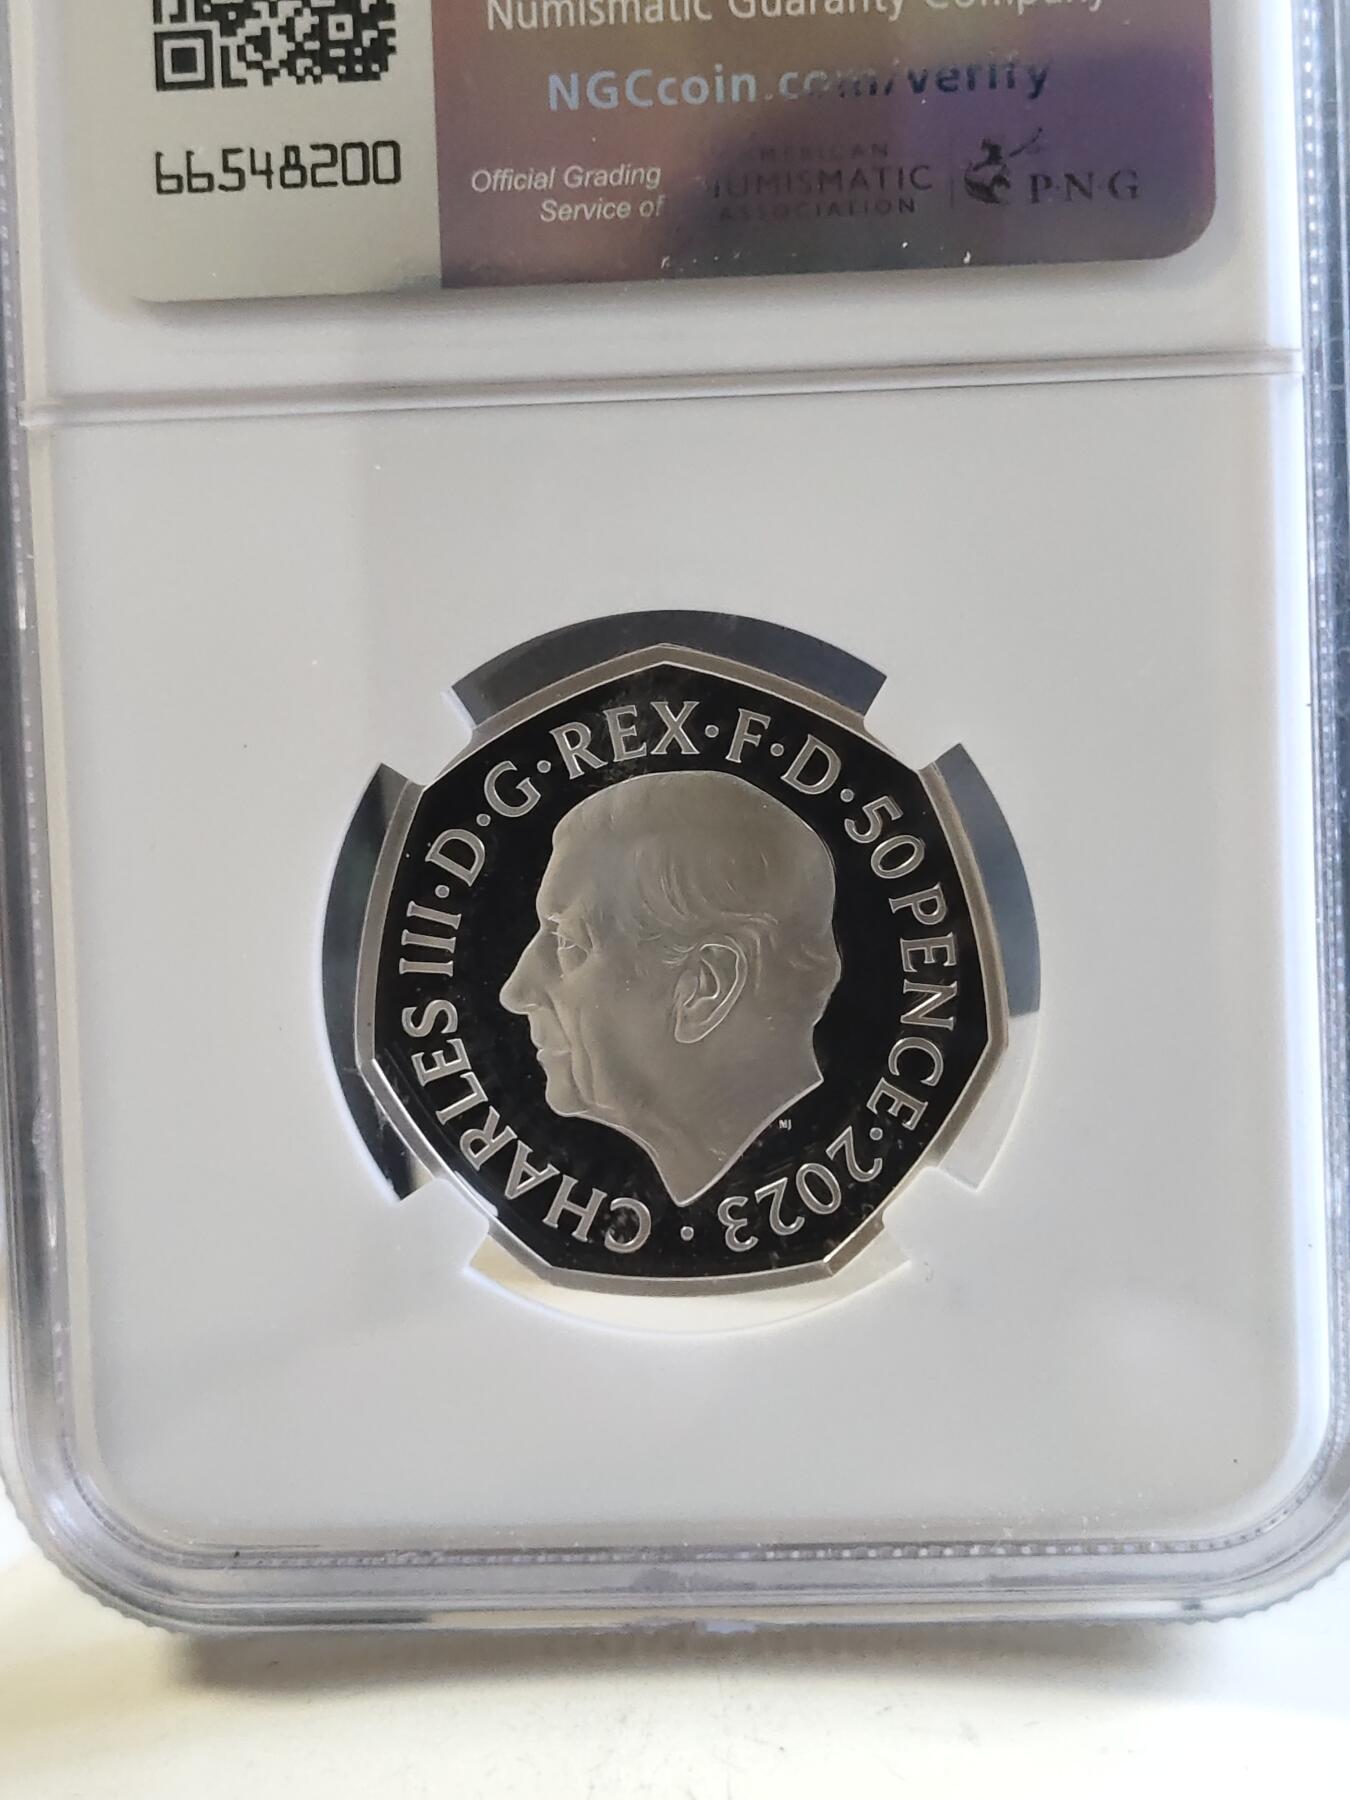 Numismatic Guaranty Company
NGCcoin.com/verify
66548200
Official Grading
Service of
AMERICAN
NUMISMATIC
ASSOCIATION
P·N·G
CHARLES III·D·G·REX·F·D·50 PENCE·2023·
MJ